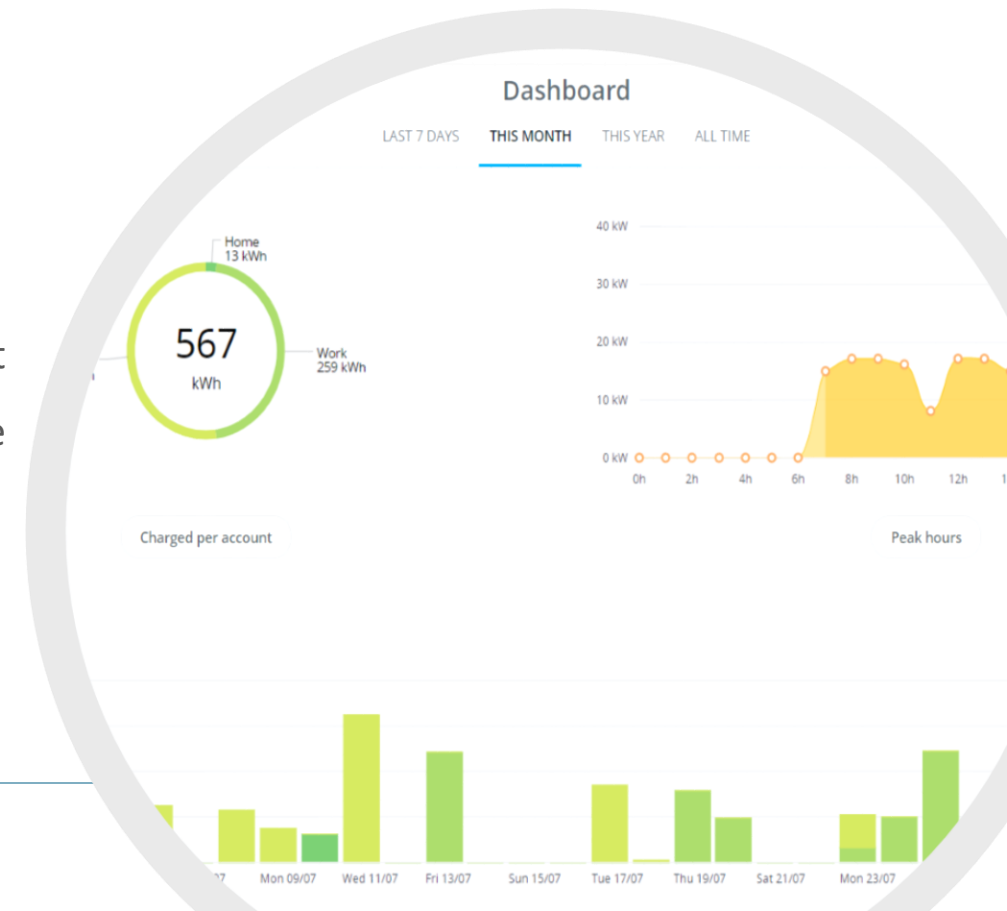 Dashboard
LAST 7 DAYS THIS MONTH THIS YEAR ALL TIME
Home
13 kWh
567
kWh
Work
259 kWh
40 kW
30 kW
20 kW
10 kW
0 kW
0h 2h 4h 6h 8h 10h 12h
Charged per account
Peak hours
Mon 09/07 Wed 11/07 Fri 13/07 Sun 15/07 Tue 17/07 Thu 19/07 Sat 21/07 Mon 23/07